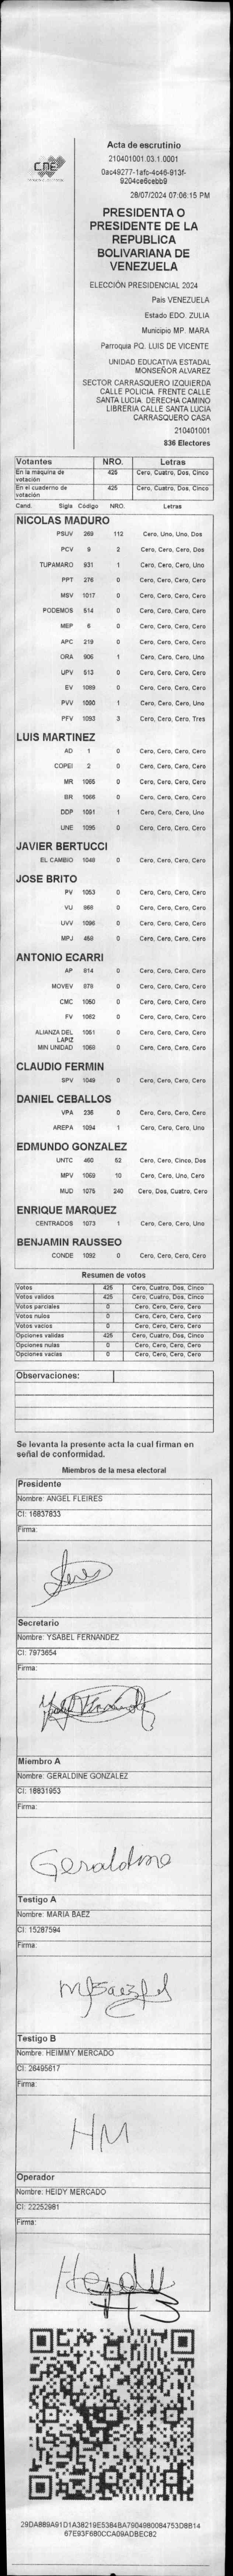 CNE
Acta de escrutinio
210401001.03.1.0001
0ac49277-1afc-4c46-913f-
9204ce6cebb9
28/07/2024 07:06:15 PM
PRESIDENTA O
PRESIDENTE DE LA
REPUBLICA
BOLIVARIANA DE
VENEZUELA
ELECCIÓN PRESIDENCIAL 2024
Pais VENEZUELA
Estado EDO. ZULIA
Municipio MP. MARA
Parroquia PQ. LUIS DE VICENTE
UNIDAD EDUCATIVA ESTADAL
MONSEÑOR ALVAREZ
SECTOR CARRASQUERO IZQUIERDA
CALLE POLICIA. FRENTE CALLE
SANTA LUCIA. DERECHA CAMINO
LIBRERIA CALLE SANTA LUCIA
CARRASQUERO CASA
210401001
836 Electores
Votantes NRO. Letras
En la maquina de votación 425 Cero, Cuatro, Dos, Cinco
En el cuaderno de votación 425 Cero, Cuatro, Dos, Cinco
Cand. Sigla Código NRO. Letras
NICOLAS MADURO
PSUV 269 112 Cero, Uno, Uno, Dos
PCV 9 2 Cero, Cero, Cero, Dos
TUPAMARO 931 1 Cero, Cero, Cero, Uno
PPT 276 0 Cero, Cero, Cero, Cero
MSV 1017 0 Cero, Cero, Cero, Cero
PODEMOS 514 0 Cero, Cero, Cero, Cero
MEP 6 0 Cero, Cero, Cero, Cero
APC 219 0 Cero, Cero, Cero, Cero
ORA 906 1 Cero, Cero, Cero, Uno
UPV 513 0 Cero, Cero, Cero, Cero
EV 1089 0 Cero, Cero, Cero, Cero
PVV 1090 1 Cero, Cero, Cero, Uno
PFV 1093 3 Cero, Cero, Cero, Tres
LUIS MARTINEZ
AD 1 0 Cero, Cero, Cero, Cero
COPEI 2 0 Cero, Cero, Cero, Cero
MR 1065 0 Cero, Cero, Cero, Cero
BR 1066 0 Cero, Cero, Cero, Cero
DDP 1091 1 Cero, Cero, Cero, Uno
UNE 1095 0 Cero, Cero, Cero, Cero
JAVIER BERTUCCI
EL CAMBIO 1048 0 Cero, Cero, Cero, Cero
JOSE BRITO
PV 1053 0 Cero, Cero, Cero, Cero
VU 868 0 Cero, Cero, Cero, Cero
UVV 1096 0 Cero, Cero, Cero, Cero
MPJ 458 0 Cero, Cero, Cero, Cero
ANTONIO ECARRI
AP 814 0 Cero, Cero, Cero, Cero
MOVEV 878 0 Cero, Cero, Cero, Cero
CMC 1050 0 Cero, Cero, Cero, Cero
FV 1062 0 Cero, Cero, Cero, Cero
ALIANZA DEL LAPIZ 1051 0 Cero, Cero, Cero, Cero
MIN UNIDAD 1068 0 Cero, Cero, Cero, Cero
CLAUDIO FERMIN
SPV 1049 0 Cero, Cero, Cero, Cero
DANIEL CEBALLOS
VPA 236 0 Cero, Cero, Cero, Cero
AREPA 1094 1 Cero, Cero, Cero, Uno
EDMUNDO GONZALEZ
UNTC 460 52 Cero, Cero, Cinco, Dos
MPV 1069 10 Cero, Cero, Uno, Cero
MUD 1075 240 Cero, Dos, Cuatro, Cero
ENRIQUE MARQUEZ
CENTRADOS 1073 1 Cero, Cero, Cero, Uno
BENJAMIN RAUSSEO
CONDE 1092 0 Cero, Cero, Cero, Cero
Resumen de votos
Votos 425 Cero, Cuatro, Dos, Cinco
Votos validos 425 Cero, Cuatro, Dos, Cinco
Votos parciales 0 Cero, Cero, Cero, Cero
Votos nulos 0 Cero, Cero, Cero, Cero
Votos vacios 0 Cero, Cero, Cero, Cero
Opciones validas 425 Cero, Cuatro, Dos, Cinco
Opciones nulas 0 Cero, Cero, Cero, Cero
Opciones vacias 0 Cero, Cero, Cero, Cero
Observaciones:
Se levanta la presente acta la cual firman en
señal de conformidad.
Miembros de la mesa electoral
Presidente
Nombre: ANGEL FLEIRES
CI: 16837833
Firma:
Secretario
Nombre: YSABEL FERNANDEZ
CI: 7973654
Firma:
Miembro A
Nombre: GERALDINE GONZALEZ
CI: 18831953
Firma:
Geraldine
Testigo A
Nombre: MARIA BAEZ
CI: 15287594
Firma:
Testigo B
Nombre: HEIMMY MERCADO
CI: 26495617
Firma:
HM
Operador
Nombre: HEIDY MERCADO
CI: 22252981
Firma:
29DA889A91D1A38219E5384BA7904980084753D8B14
67E93F680CCA09ADBEC82